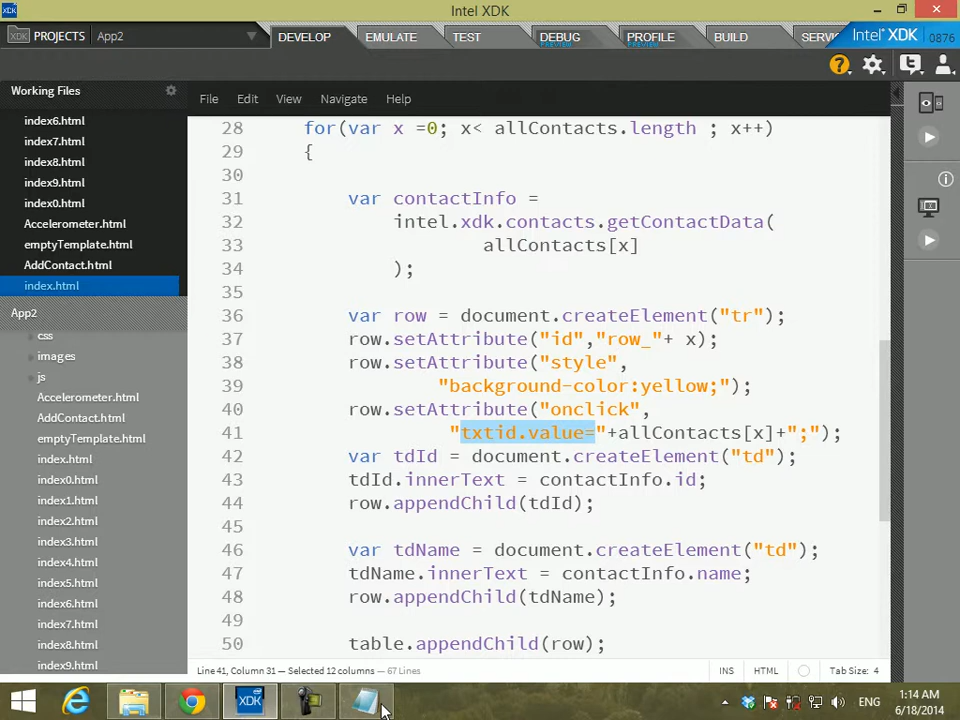 Intel XDK
PROJECTS App2 DEVELOP EMULATE TEST DEBUG PREVIEW PROFILE PREVIEW BUILD SERV Intel XDK 0876
Working Files
File Edit View Navigate Help
index6.html
index7.html
index8.html
index9.html
index0.html
Accelerometer.html
emptyTemplate.html
AddContact.html
index.html
App2
css
images
js
Accelerometer.html
AddContact.html
emptyTemplate.html
index0.html
index1.html
index2.html
index3.html
index4.html
index5.html
index6.html
index7.html
index8.html
index9.html
28 for(var x =0; x< allContacts.length ; x++)
29 {
30
31 var contactInfo =
32 intel.xdk.contacts.getContactData(
33 allContacts[x]
34 );
35
36 var row = document.createElement("tr");
37 row.setAttribute("id","row_"+ x);
38 row.setAttribute("style",
39 "background-color:yellow;");
40 row.setAttribute("onclick",
41 "txtid.value="+allContacts[x]+";");
42 var tdId = document.createElement("td");
43 tdId.innerText = contactInfo.id;
44 row.appendChild(tdId);
45
46 var tdName = document.createElement("td");
47 tdName.innerText = contactInfo.name;
48 row.appendChild(tdName);
49
50 table.appendChild(row);
Line 41, Column 31 — Selected 12 columns — 67 Lines INS HTML Tab Size: 4
XDK ENG 1:14 AM
6/18/2014